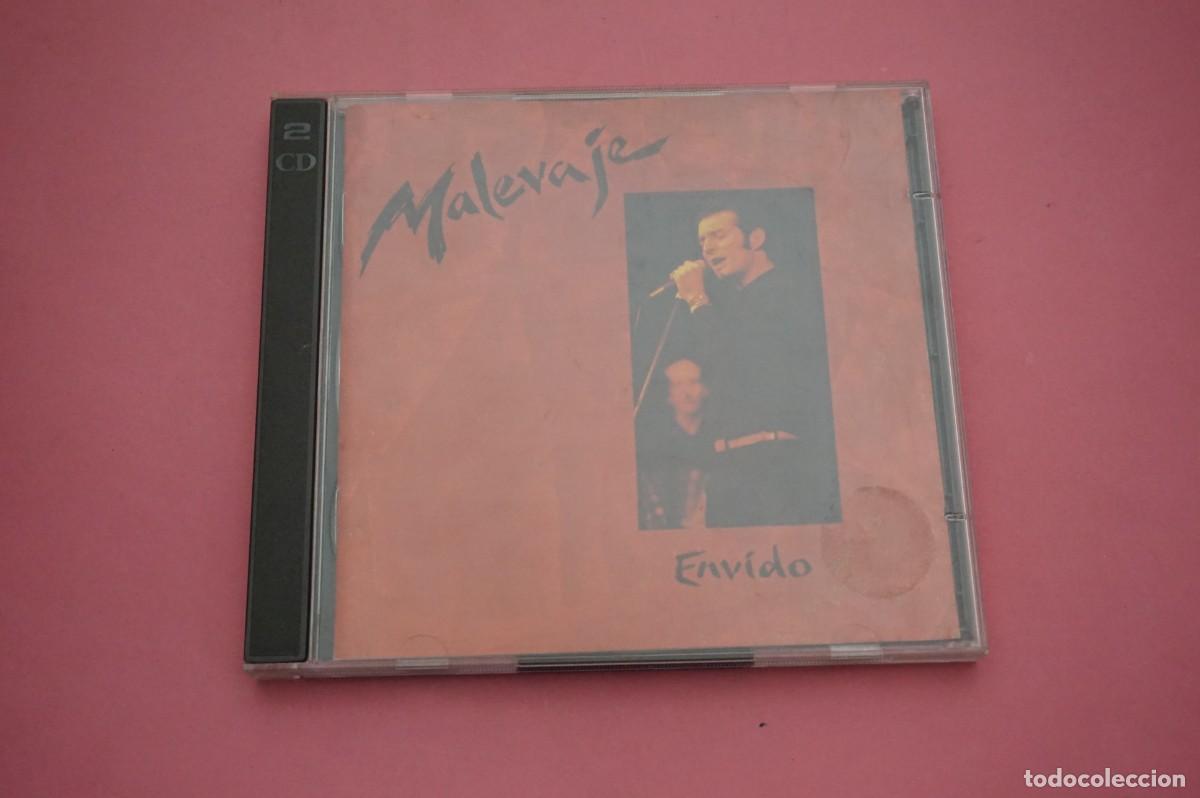 2
CD
Malevaje
Envido
todocoleccion